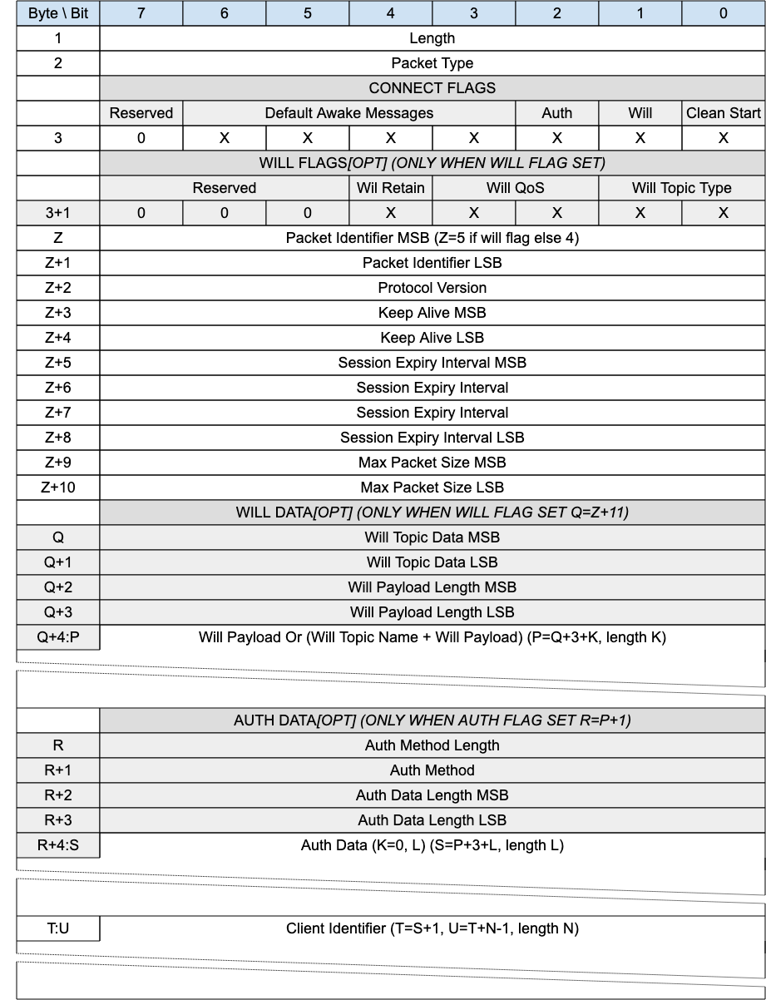 Byte \ Bit 7 6 5 4 3 2 1 0
1 Length
2 Packet Type
CONNECT FLAGS
Reserved Default Awake Messages Auth Will Clean Start
3 0 X X X X X X X
WILL FLAGS[OPT] (ONLY WHEN WILL FLAG SET)
Reserved Wil Retain Will QoS Will Topic Type
3+1 0 0 0 X X X X X
Z Packet Identifier MSB (Z=5 if will flag else 4)
Z+1 Packet Identifier LSB
Z+2 Protocol Version
Z+3 Keep Alive MSB
Z+4 Keep Alive LSB
Z+5 Session Expiry Interval MSB
Z+6 Session Expiry Interval
Z+7 Session Expiry Interval
Z+8 Session Expiry Interval LSB
Z+9 Max Packet Size MSB
Z+10 Max Packet Size LSB
WILL DATA[OPT] (ONLY WHEN WILL FLAG SET Q=Z+11)
Q Will Topic Data MSB
Q+1 Will Topic Data LSB
Q+2 Will Payload Length MSB
Q+3 Will Payload Length LSB
Q+4:P Will Payload Or (Will Topic Name + Will Payload) (P=Q+3+K, length K)
AUTH DATA[OPT] (ONLY WHEN AUTH FLAG SET R=P+1)
R Auth Method Length
R+1 Auth Method
R+2 Auth Data Length MSB
R+3 Auth Data Length LSB
R+4:S Auth Data (K=0, L) (S=P+3+L, length L)
T:U Client Identifier (T=S+1, U=T+N-1, length N)